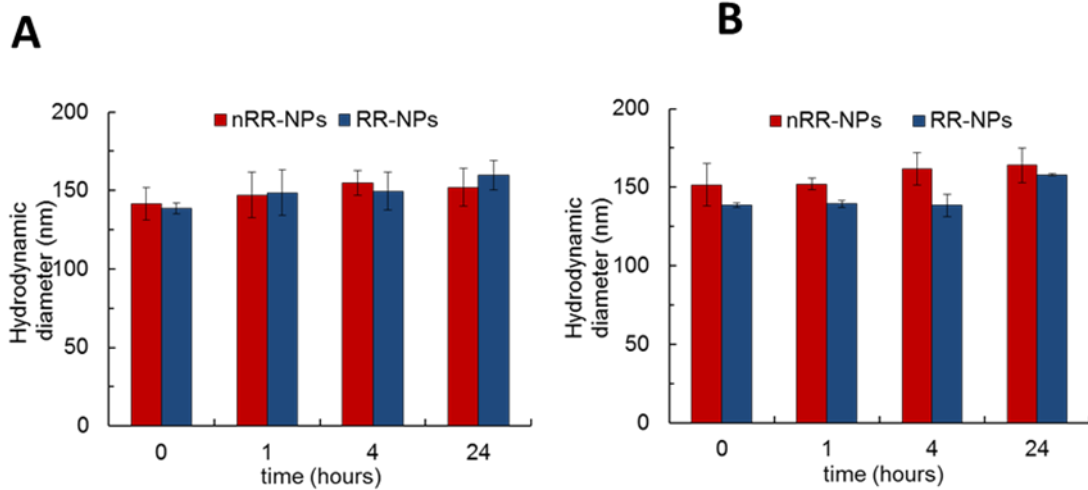 A
200
150
100
50
0
Hydrodynamic
diameter (nm)
nRR-NPs RR-NPs
0 1 4 24
time (hours)
B
200
150
100
50
0
Hydrodynamic
diameter (nm)
nRR-NPs RR-NPs
0 1 4 24
time (hours)